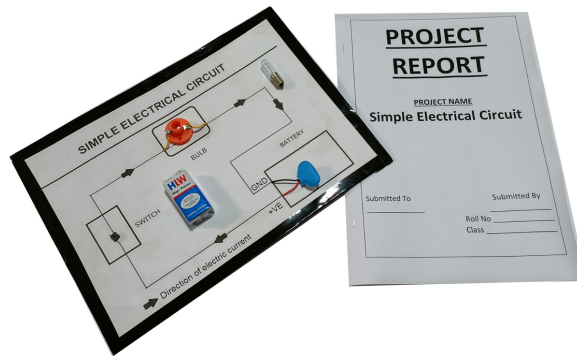 SIMPLE ELECTRICAL CIRCUIT
BULB
BATTERY
SWITCH
HLW
GND
+VE
Direction of electric current
PROJECT
REPORT
PROJECT NAME
Simple Electrical Circuit
Submitted To
Submitted By
Roll No
Class